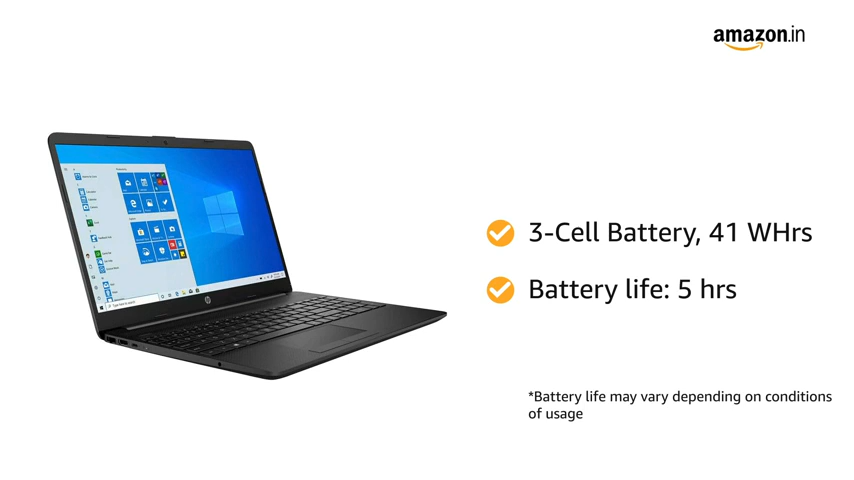 amazon.in
3-Cell Battery, 41 WHrs
Battery life: 5 hrs
*Battery life may vary depending on conditions
of usage